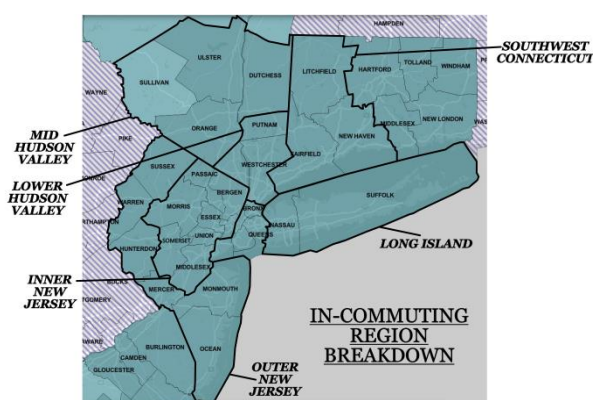 HAMPDEN
SOUTHWEST
CONNECTICUT
ULSTER
DUTCHESS
LITCHFIELD
HARTFORD
TOLLAND
WINDHAM
SULLIVAN
WAYNE
PUTNAM
MIDDLESEX
NEW LONDON
ORANGE
NEW HAVEN
MID
HUDSON
VALLEY
PIKE
WESTCHESTER
FAIRFIELD
SUSSEX
PASSAIC
LOWER
HUDSON
VALLEY
BERGEN
SUFFOLK
WARREN
MORRIS
ESSEX
BRONX
NASSAU
QUEENS
UNION
SOMERSET
HUNTERDON
LONG ISLAND
MIDDLESEX
INNER
NEW
JERSEY
BUCKS
MERCER
MONMOUTH
IN-COMMUTING
REGION
BREAKDOWN
BURLINGTON
OCEAN
CAMDEN
GLOUCESTER
OUTER
NEW
JERSEY